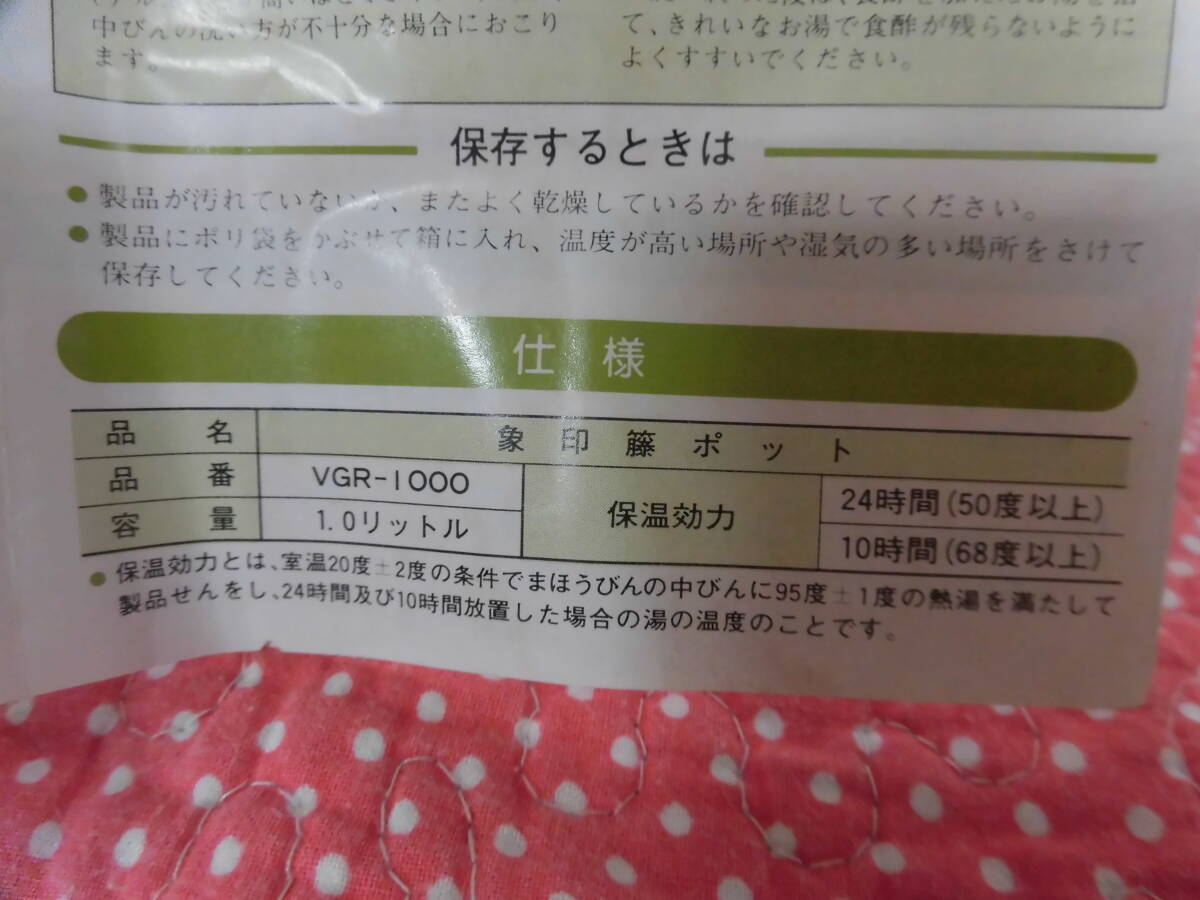 中びんの洗い方が不十分な場合におこり
ます。
て、きれいなお湯で食酢が残らないように
よくすすいでください。
保存するときは
● 製品が汚れていないか、またよく乾燥しているかを確認してください。
● 製品にポリ袋をかぶせて箱に入れ、温度が高い場所や湿気の多い場所をさけて
保存してください。
仕様
品名 象印籐ポット
品番 VGR-1000
容量 1.0リットル
保温効力
24時間(50度以上)
10時間(68度以上)
● 保温効力とは、室温20度±2度の条件でまほうびんの中びんに95度±1度の熱湯を満たして
製品せんをし、24時間及び10時間放置した場合の湯の温度のことです。